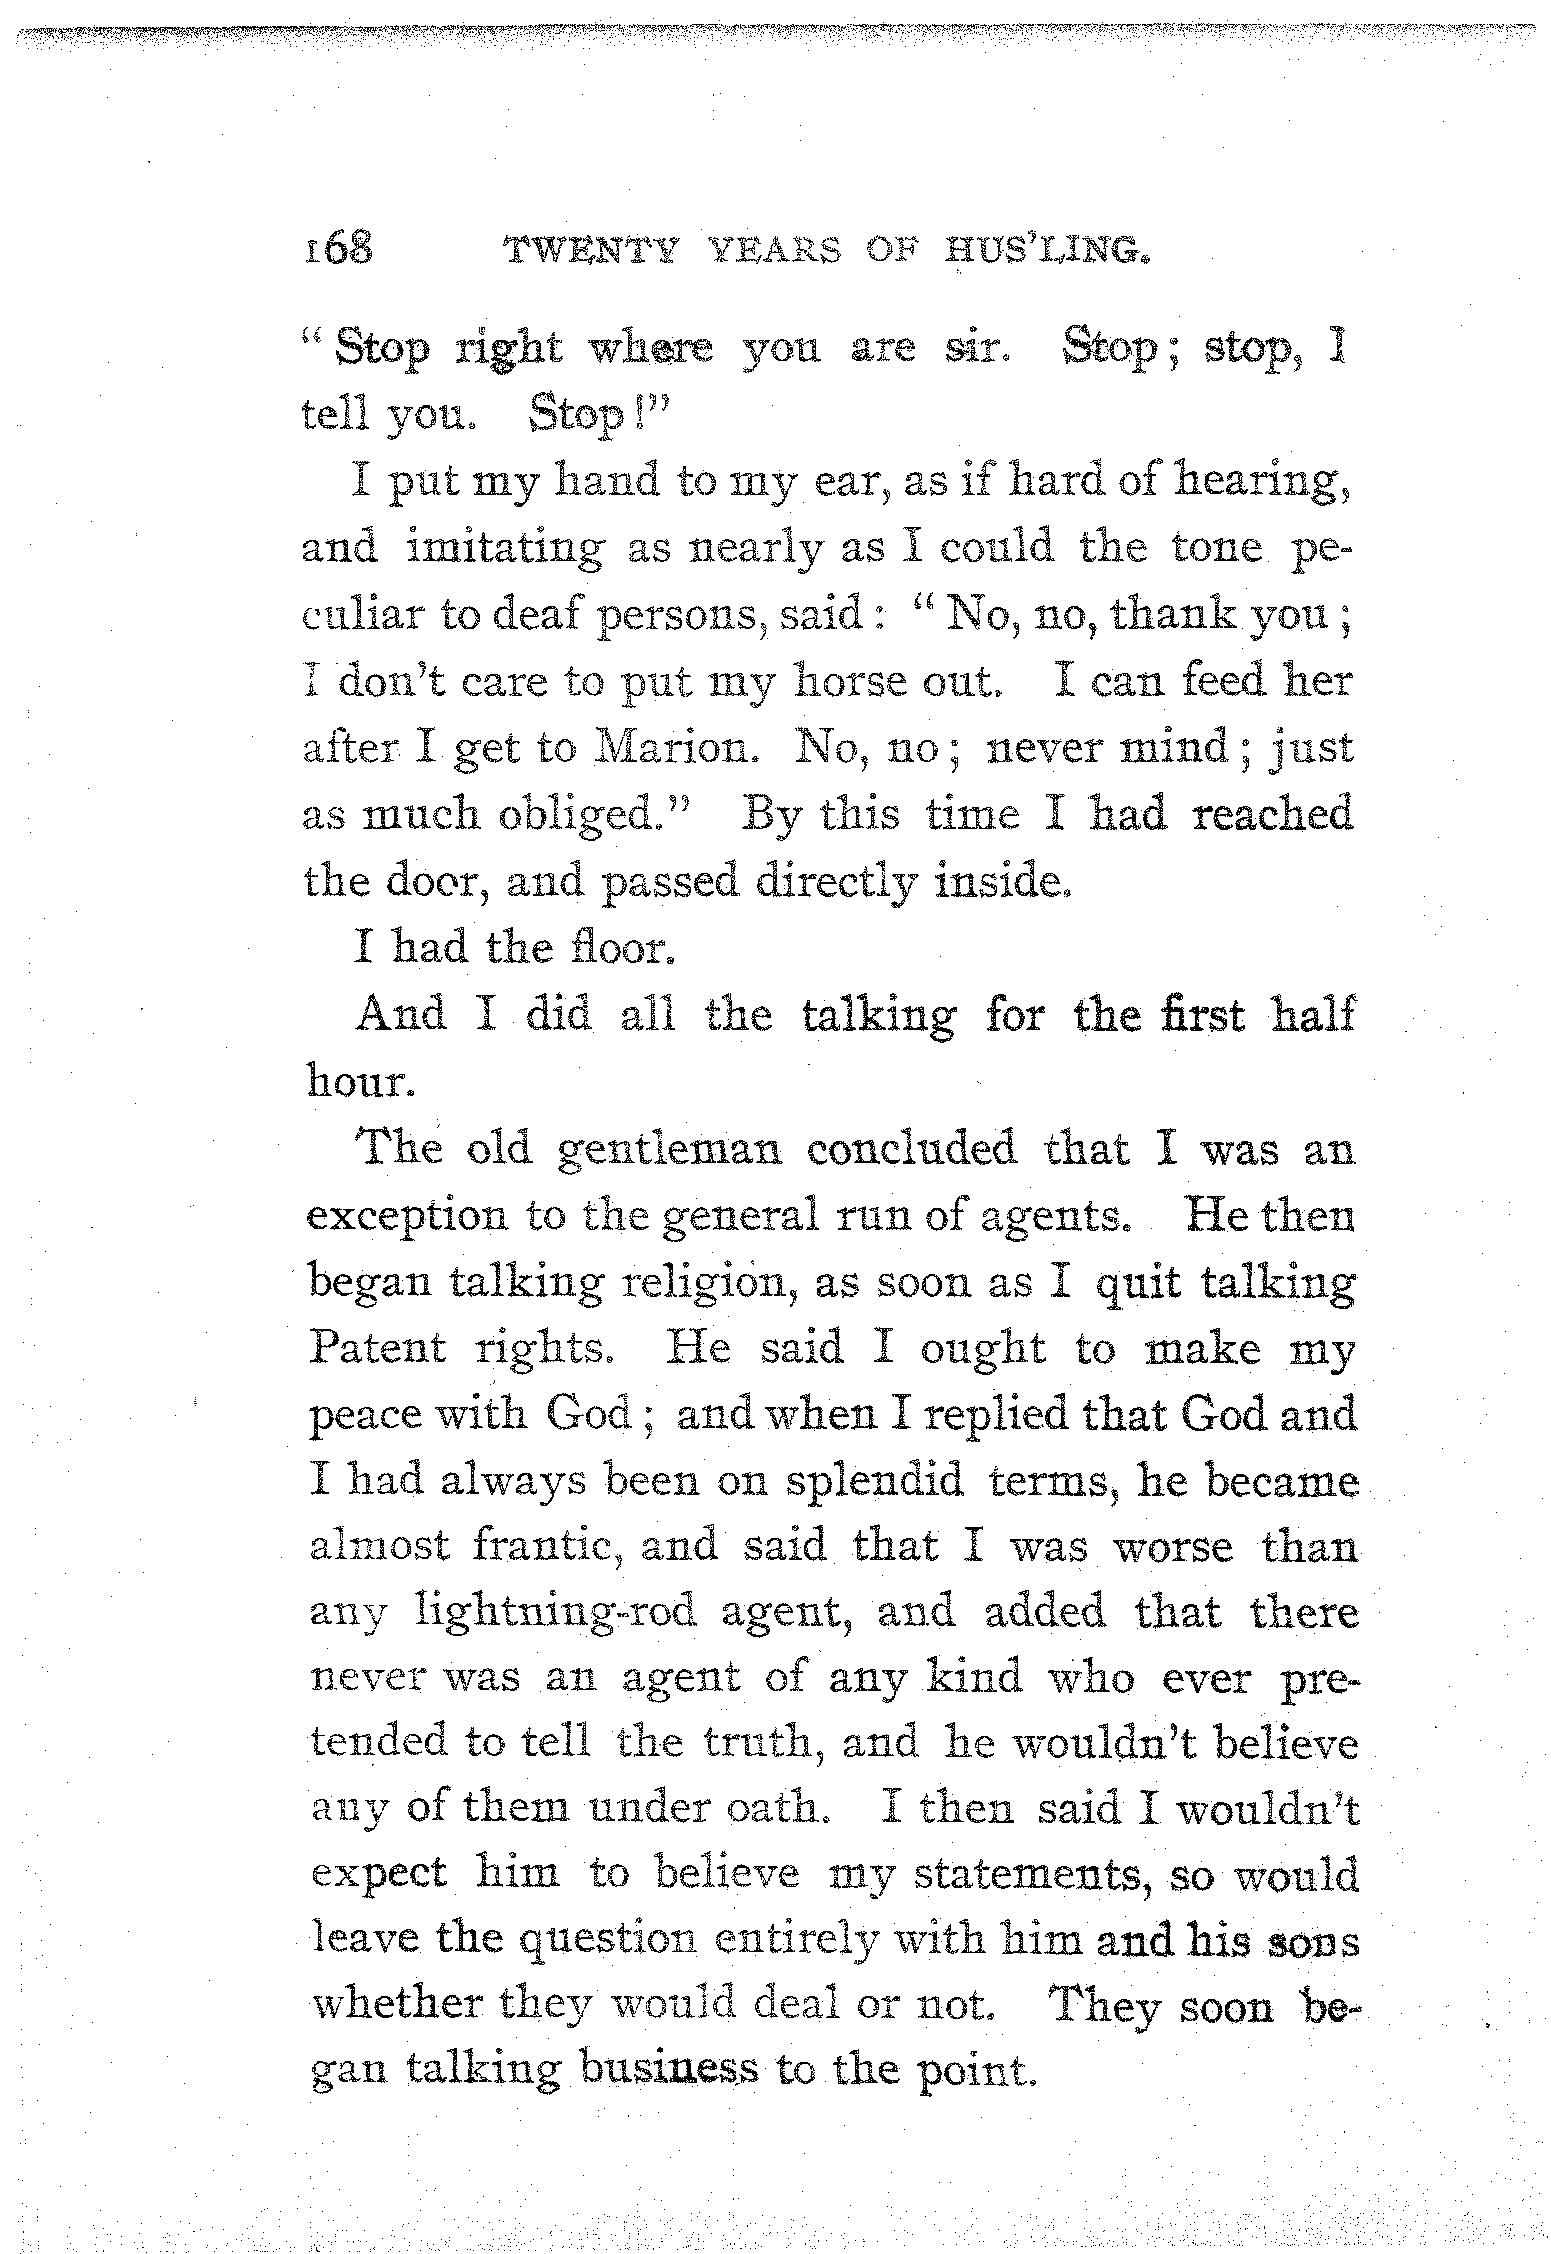 168 TWENTY YEARS OF HUS'LING.
“Stop right where you are sir. Stop; stop, I
tell you. Stop!”
I put my hand to my ear, as if hard of hearing,
and imitating as nearly as I could the tone pe-
culiar to deaf persons, said: “No, no, thank you;
I don't care to put my horse out. I can feed her
after I get to Marion. No, no; never mind; just
as much obliged.” By this time I had reached
the door, and passed directly inside.
I had the floor.
And I did all the talking for the first half
hour.
The old gentleman concluded that I was an
exception to the general run of agents. He then
began talking religion, as soon as I quit talking
Patent rights. He said I ought to make my
peace with God; and when I replied that God and
I had always been on splendid terms, he became
almost frantic, and said that I was worse than
any lightning-rod agent, and added that there
never was an agent of any kind who ever pre-
tended to tell the truth, and he wouldn't believe
any of them under oath. I then said I wouldn't
expect him to believe my statements, so would
leave the question entirely with him and his sons
whether they would deal or not. They soon be-
gan talking business to the point.